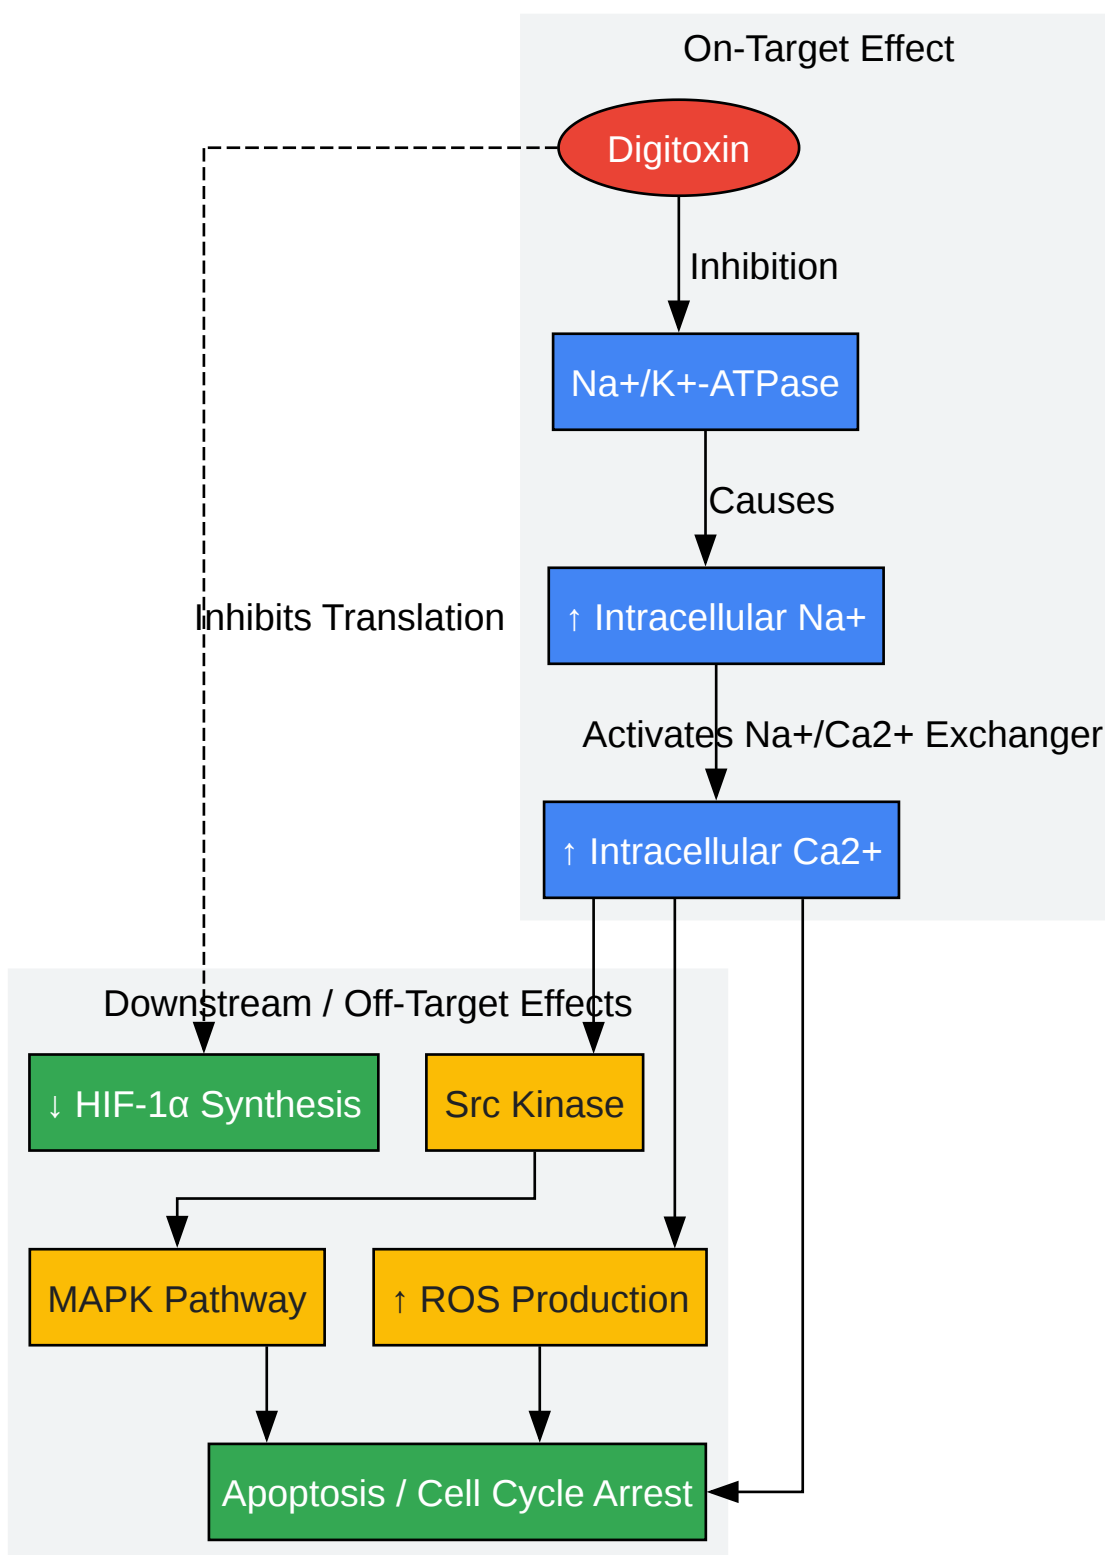 On-Target Effect
Digitoxin
Inhibition
Na+/K+-ATPase
Causes
↑ Intracellular Na+
Inhibits Translation
Activates Na+/Ca2+ Exchanger
↑ Intracellular Ca2+
Downstream / Off-Target Effects
↓ HIF-1α Synthesis
Src Kinase
MAPK Pathway
↑ ROS Production
Apoptosis / Cell Cycle Arrest